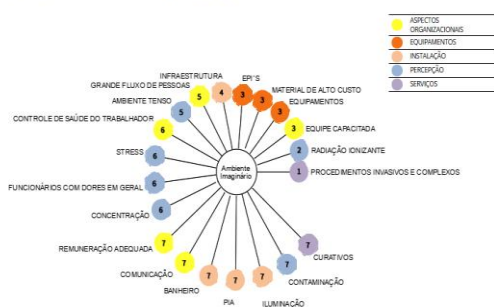 ASPECTOS
ORGANIZACIONAIS
EQUIPAMENTOS
INSTALAÇÃO
PERCEPÇÃO
SERVIÇOS
INFRAESTRUTURA
EPI'S
GRANDE FLUXO DE PESSOAS
MATERIAL DE ALTO CUSTO
AMBIENTE TENSO
EQUIPAMENTOS
CONTROLE DE SAÚDE DO TRABALHADOR
EQUIPE CAPACITADA
STRESS
RADIAÇÃO IONIZANTE
Ambiente
Imaginário
PROCEDIMENTOS INVASIVOS E COMPLEXOS
FUNCIONÁRIOS COM DORES EM GERAL
CONCENTRAÇÃO
REMUNERAÇÃO ADEQUADA
CURATIVOS
COMUNICAÇÃO
CONTAMINAÇÃO
BANHEIRO
PIA
ILUMINAÇÃO
4
3
3
3
3
2
1
7
7
7
7
7
7
7
6
6
6
6
5
5